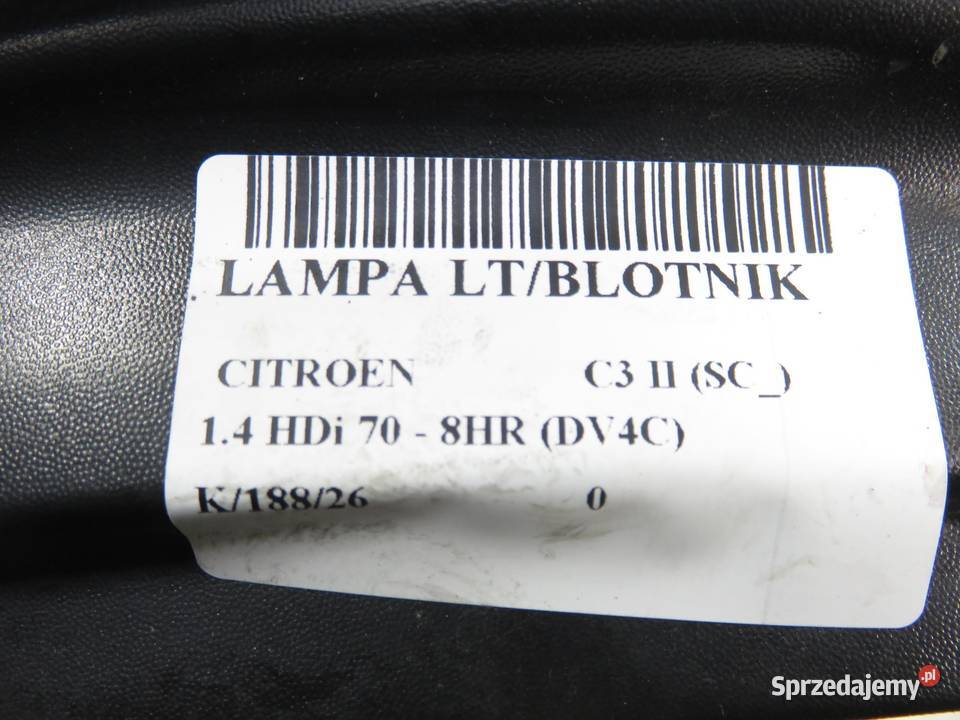 LAMPA LT/BLOTNIK
CITROEN C3 II (SC_)
1.4 HDi 70 - 8HR (DV4C)
K/188/26 0
Sprzedajemy.pl